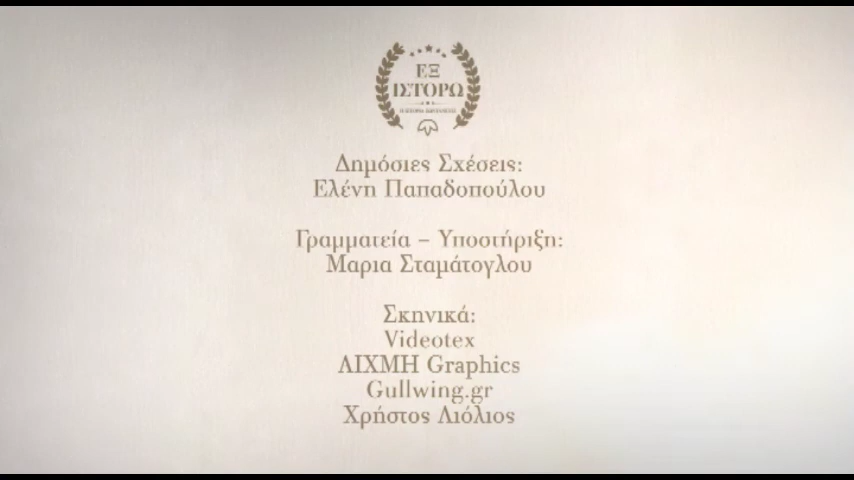 ΕΞ
ΙΣΤΟΡΩ
Δημόσιες Σχέσεις:
Ελένη Παπαδοπούλου
Γραμματεία – Υποστήριξη:
Μαρια Σταμάτογλου
Σκηνικά:
Videotex
ΛΙΧΜΗ Graphics
Gullwing.gr
Χρήστος Λιόλιος